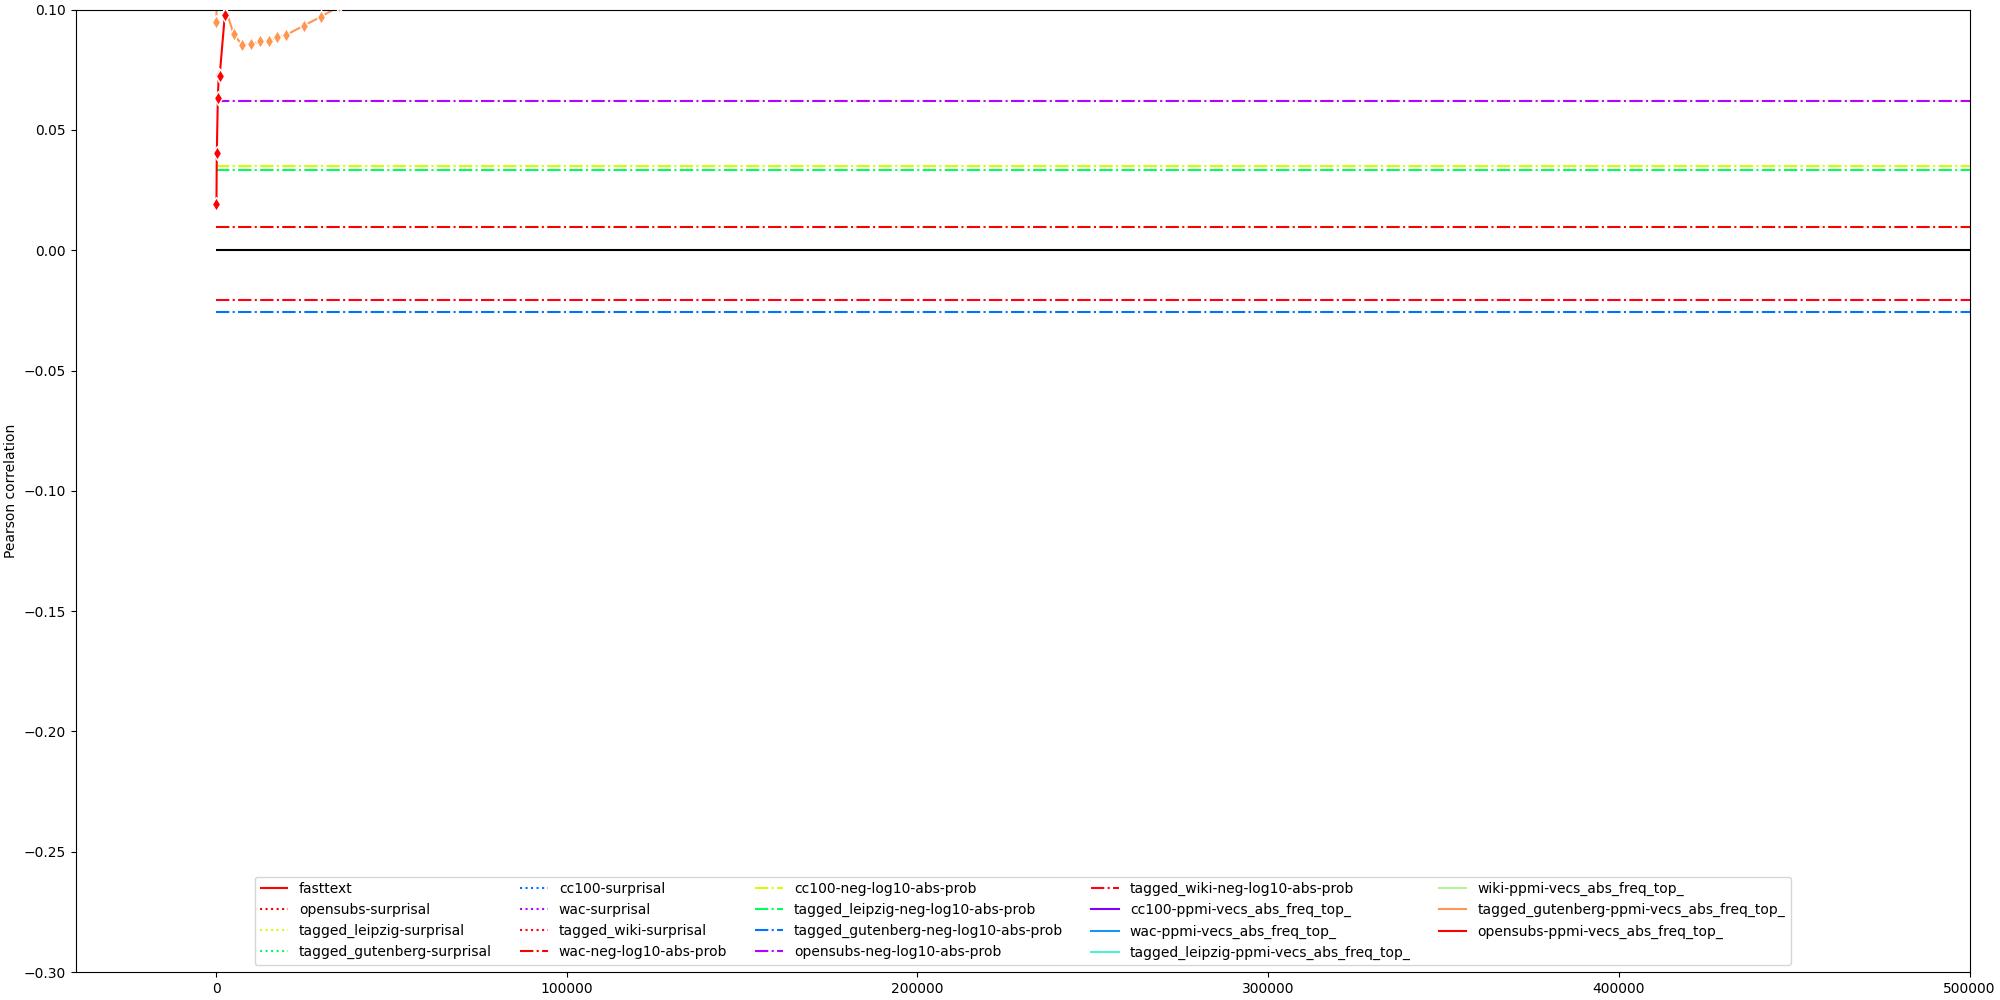 0.10
0.05
0.00
−0.05
−0.10
−0.15
−0.20
−0.25
−0.30
Pearson correlation
fasttext
opensubs-surprisal
tagged_leipzig-surprisal
tagged_gutenberg-surprisal
cc100-surprisal
wac-surprisal
tagged_wiki-surprisal
wac-neg-log10-abs-prob
cc100-neg-log10-abs-prob
tagged_leipzig-neg-log10-abs-prob
tagged_gutenberg-neg-log10-abs-prob
opensubs-neg-log10-abs-prob
tagged_wiki-neg-log10-abs-prob
cc100-ppmi-vecs_abs_freq_top_
wac-ppmi-vecs_abs_freq_top_
tagged_leipzig-ppmi-vecs_abs_freq_top_
wiki-ppmi-vecs_abs_freq_top_
tagged_gutenberg-ppmi-vecs_abs_freq_top_
opensubs-ppmi-vecs_abs_freq_top_
0 100000 200000 300000 400000 500000